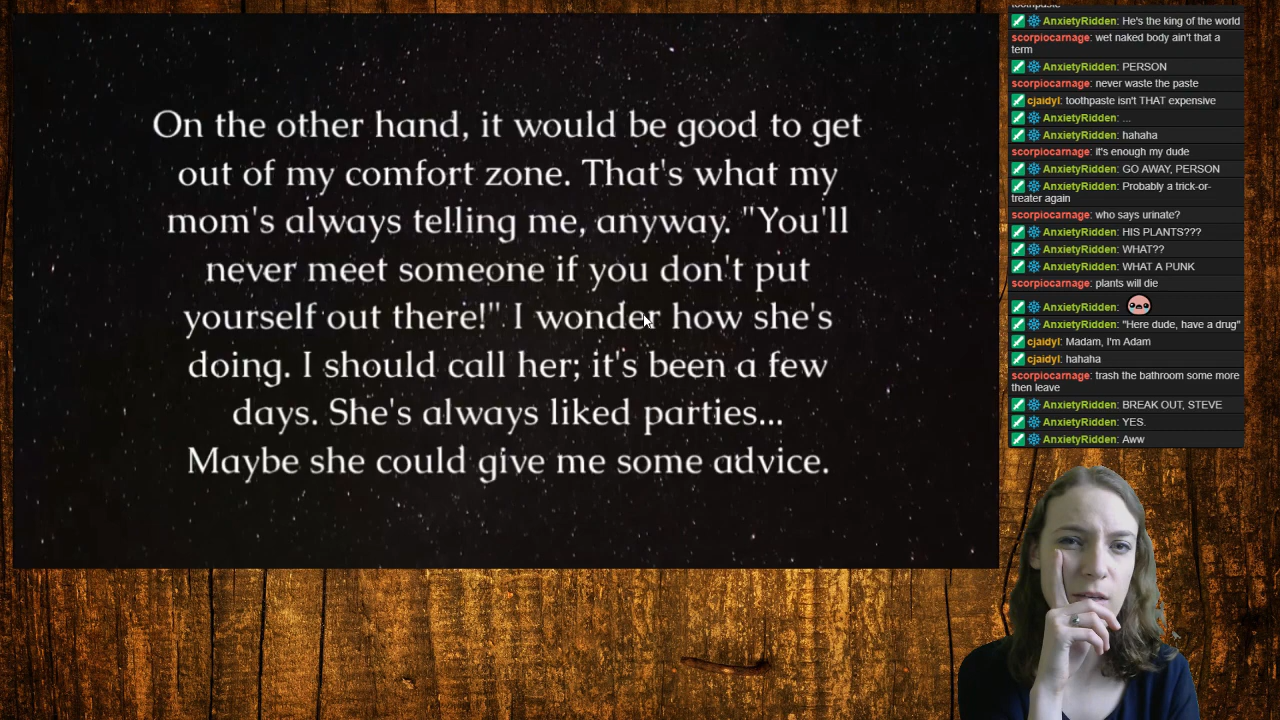 On the other hand, it would be good to get
out of my comfort zone. That's what my
mom's always telling me, anyway. "You'll
never meet someone if you don't put
yourself out there!" I wonder how she's
doing. I should call her; it's been a few
days. She's always liked parties...
Maybe she could give me some advice.
toothpaste
AnxietyRidden: He's the king of the world
scorpiocarnage: wet naked body ain't that a
term
AnxietyRidden: PERSON
scorpiocarnage: never waste the paste
cjaidyl: toothpaste isn't THAT expensive
AnxietyRidden: ...
AnxietyRidden: hahaha
scorpiocarnage: it's enough my dude
AnxietyRidden: GO AWAY, PERSON
AnxietyRidden: Probably a trick-or-
treater again
scorpiocarnage: who says urinate?
AnxietyRidden: HIS PLANTS???
AnxietyRidden: WHAT??
AnxietyRidden: WHAT A PUNK
scorpiocarnage: plants will die
AnxietyRidden:
AnxietyRidden: "Here dude, have a drug"
cjaidyl: Madam, I'm Adam
cjaidyl: hahaha
scorpiocarnage: trash the bathroom some more
then leave
AnxietyRidden: BREAK OUT, STEVE
AnxietyRidden: YES.
AnxietyRidden: Aww